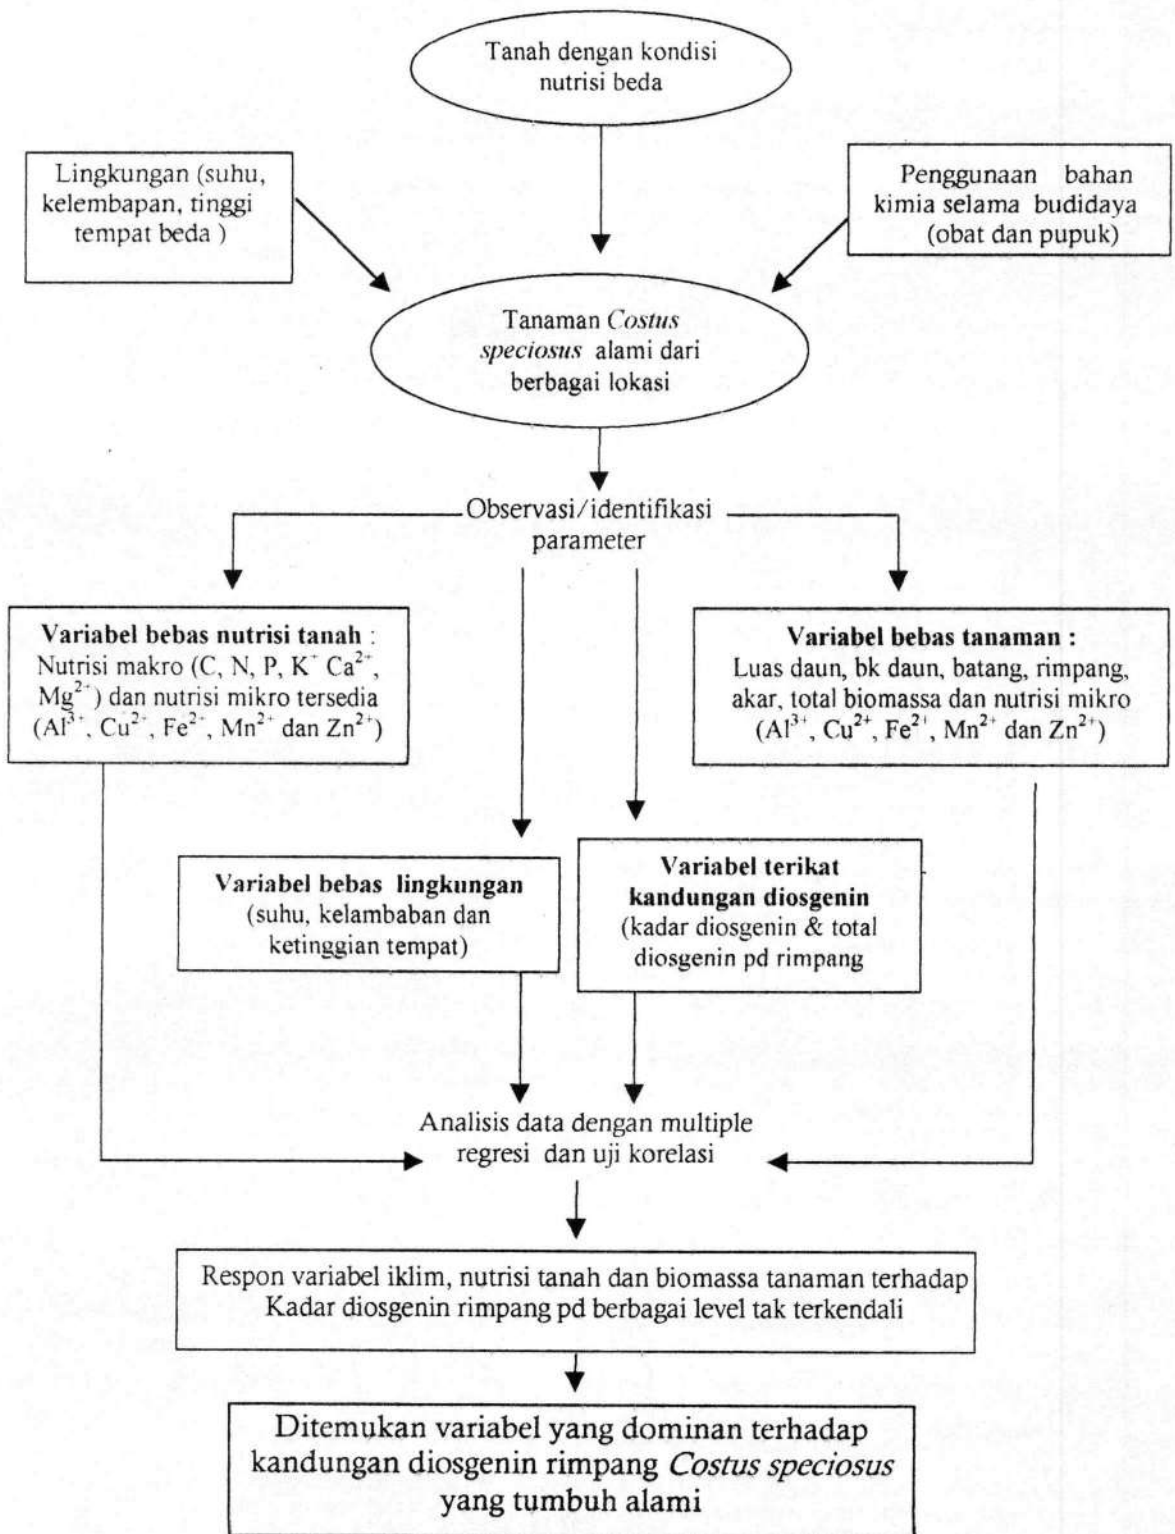 Tanah dengan kondisi
nutrisi beda
Lingkungan (suhu,
kelembapan, tinggi
tempat beda )
Penggunaan bahan
kimia selama budidaya
(obat dan pupuk)
Tanaman Costus
speciosus alami dari
berbagai lokasi
Observasi/identifikasi
parameter
Variabel bebas nutrisi tanah :
Nutrisi makro (C, N, P, K⁺ Ca²⁺,
Mg²⁺) dan nutrisi mikro tersedia
(Al³⁺, Cu²⁺, Fe²⁺, Mn²⁺ dan Zn²⁺)
Variabel bebas tanaman :
Luas daun, bk daun, batang, rimpang,
akar, total biomassa dan nutrisi mikro
(Al³⁺, Cu²⁺, Fe²⁺, Mn²⁺ dan Zn²⁺)
Variabel bebas lingkungan
(suhu, kelambaban dan
ketinggian tempat)
Variabel terikat
kandungan diosgenin
(kadar diosgenin & total
diosgenin pd rimpang
Analisis data dengan multiple
regresi dan uji korelasi
Respon variabel iklim, nutrisi tanah dan biomassa tanaman terhadap
Kadar diosgenin rimpang pd berbagai level tak terkendali
Ditemukan variabel yang dominan terhadap
kandungan diosgenin rimpang Costus speciosus
yang tumbuh alami